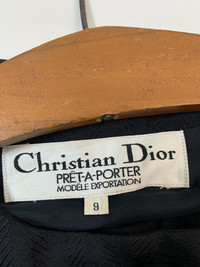 Christian Dior
PRÊT-A-PORTER
MODÈLE EXPORTATION
9